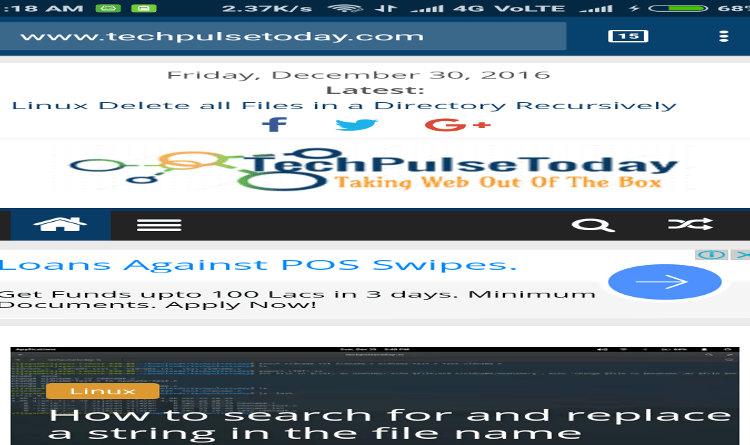 :18 AM 2.37K/s 4G VoLTE 68
www.techpulsetoday.com 15
Friday, December 30, 2016
Latest:
Linux Delete all Files in a Directory Recursively
f G+
TechPulseToday
Taking Web Out Of The Box
Loans Against POS Swipes.
Get Funds upto 100 Lacs in 3 days. Minimum
Documents. Apply Now!
Applications
Linux
How to search for and replace
a string in the file name